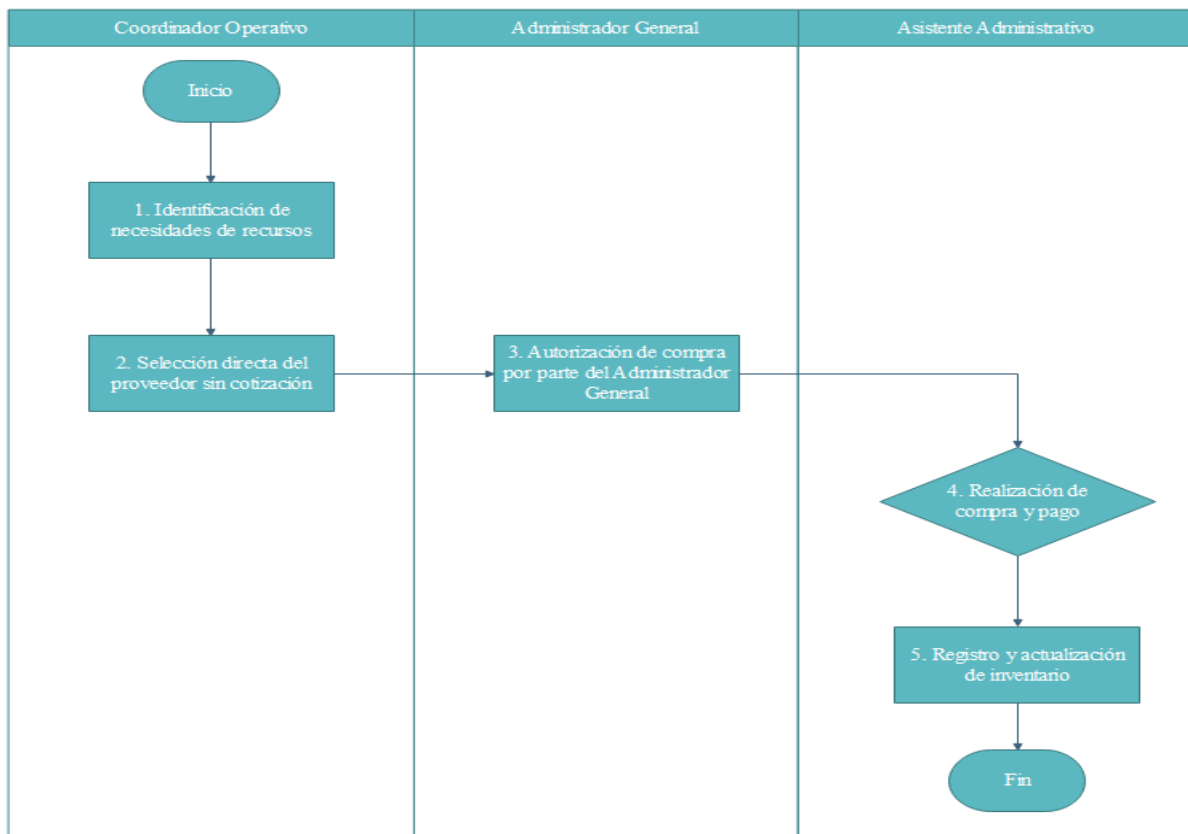 Coordinador Operativo
Administrador General
Asistente Administrativo
Inicio
1. Identificación de
necesidades de recursos
2. Selección directa del
proveedor sin cotización
3. Autorización de compra
por parte del Administrador
General
4. Realización de
compra y pago
5. Registro y actualización
de inventario
Fin